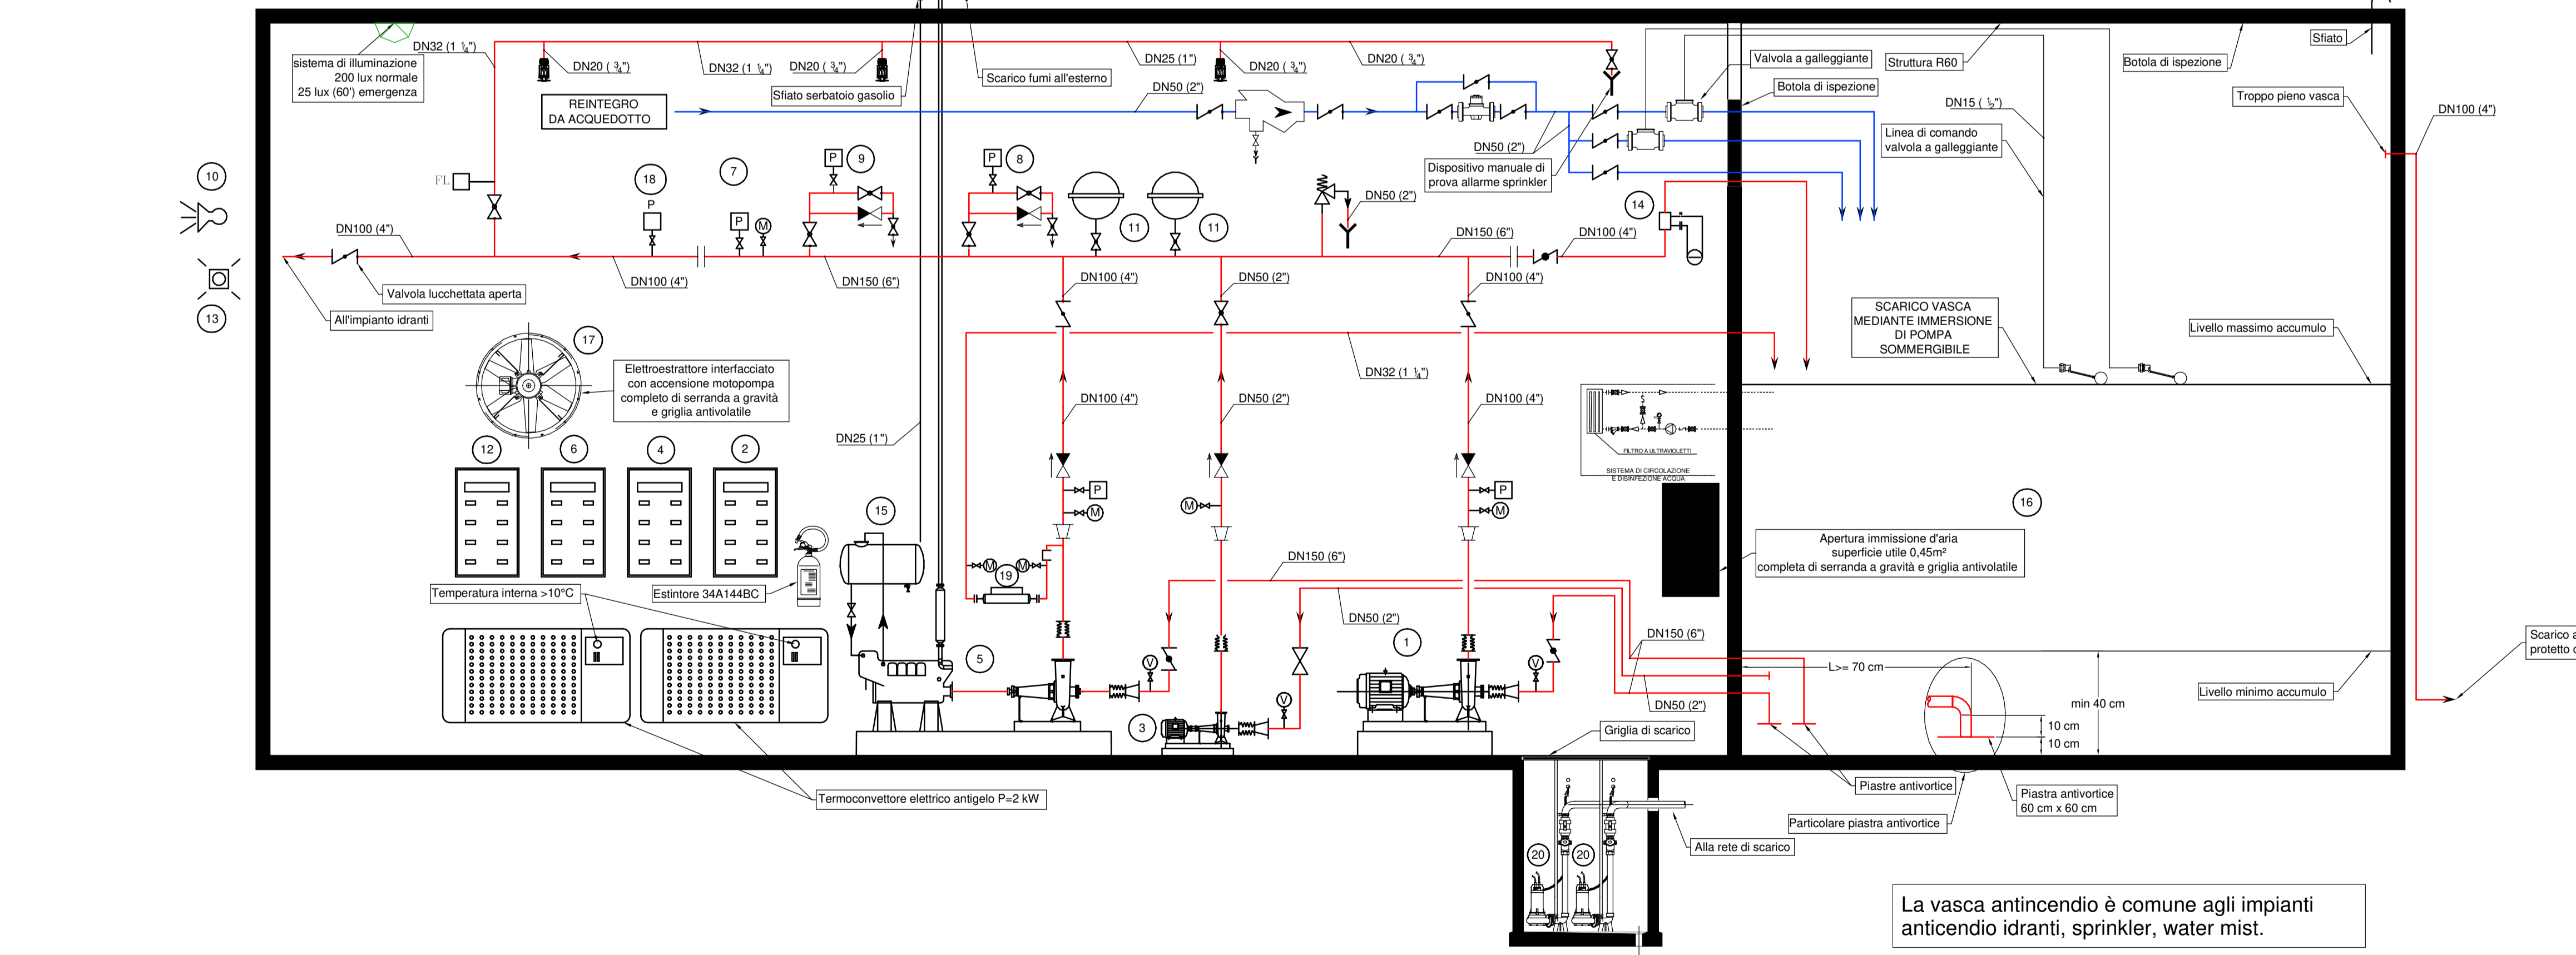 sistema di illuminazione
200 lux normale
25 lux (60') emergenza
DN32 (1 ¼")
DN20 ( ¾")
DN32 (1 ¼")
DN20 ( ¾")
Sfiato serbatoio gasolio
Scarico fumi all'esterno
DN25 (1")
DN20 ( ¾")
DN20 ( ¾")
REINTEGRO
DA ACQUEDOTTO
DN50 (2")
DN50 (2")
Dispositivo manuale di
prova allarme sprinkler
Valvola a galleggiante
Botola di ispezione
Struttura R60
Botola di ispezione
Sfiato
DN15 ( ½")
Linea di comando
valvola a galleggiante
Troppo pieno vasca
DN100 (4")
10
13
FL
18
P
7
P
M
P
9
P
8
11
11
DN50 (2")
14
DN100 (4")
DN100 (4")
DN150 (6")
DN150 (6")
DN100 (4")
Valvola lucchettata aperta
All'impianto idranti
DN100 (4")
DN50 (2")
DN100 (4")
SCARICO VASCA
MEDIANTE IMMERSIONE
DI POMPA
SOMMERGIBILE
Livello massimo accumulo
17
Elettroestrattore interfacciato
con accensione motopompa
completo di serranda a gravità
e griglia antivolatile
DN32 (1 ¼")
DN100 (4")
DN50 (2")
DN100 (4")
DN25 (1")
12
6
4
2
FILTRO A ULTRAVIOLETTI
SISTEMA DI CIRCOLAZIONE
E DISINFEZIONE ACQUA
15
P
M
M
P
M
16
Apertura immissione d'aria
superficie utile 0,45m²
completa di serranda a gravità e griglia antivolatile
M
M
19
DN150 (6")
Temperatura interna >10°C
Estintore 34A144BC
DN50 (2")
DN150 (6")
5
V
1
V
L>= 70 cm
min 40 cm
Livello minimo accumulo
Scarico a
protetto
3
V
DN50 (2")
10 cm
10 cm
Griglia di scarico
Piastre antivortice
Piastra antivortice
60 cm x 60 cm
Termoconvettore elettrico antigelo P=2 kW
Particolare piastra antivortice
Alla rete di scarico
20
20
La vasca antincendio è comune agli impianti
anticendio idranti, sprinkler, water mist.